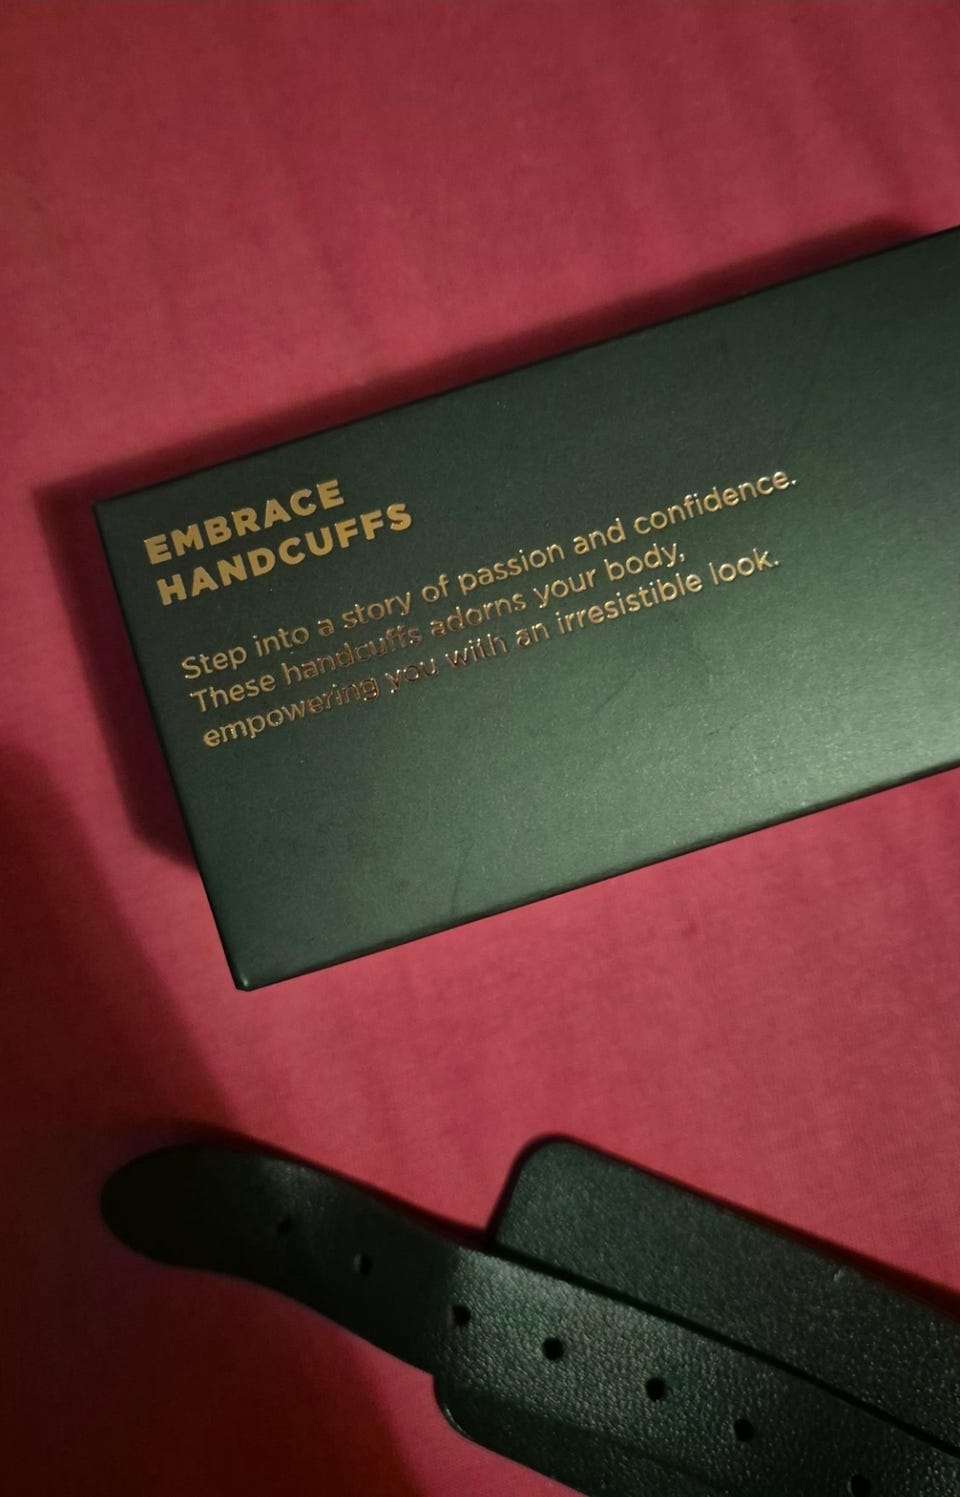 EMBRACE
HANDCUFFS
Step into a story of passion and confidence.
These handcuffs adorns your body,
empowering you with an irresistible look.